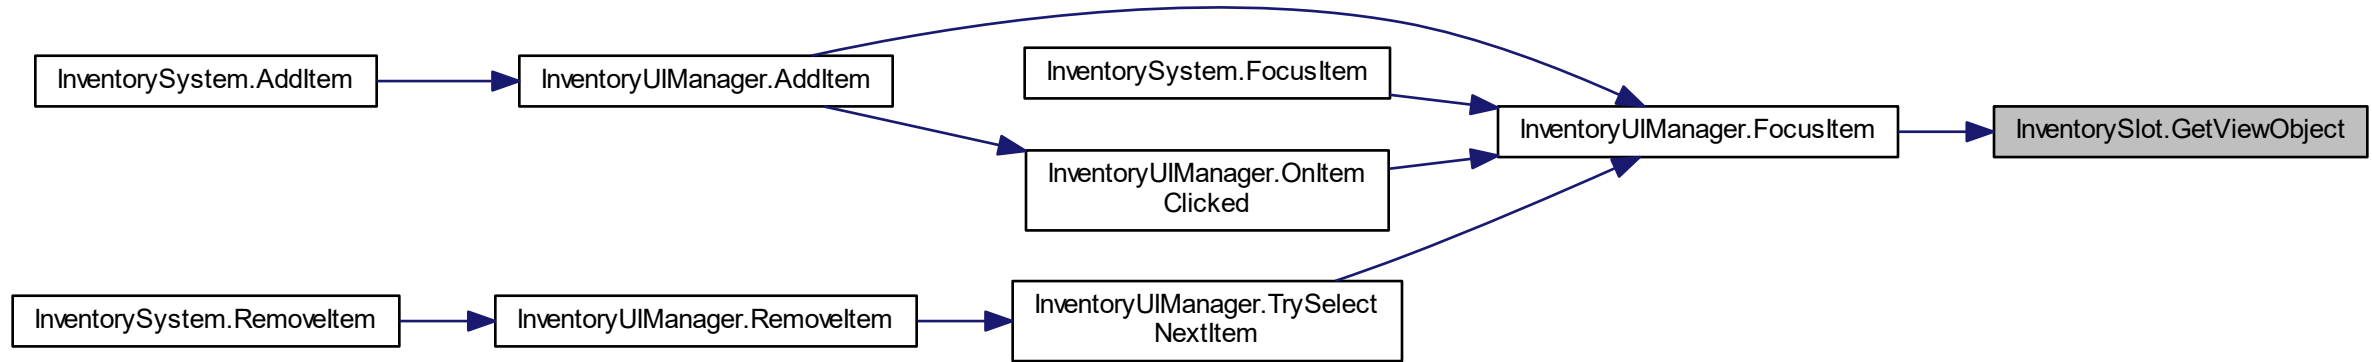 InventorySystem.AddItem
InventoryUIManager.AddItem
InventorySystem.FocusItem
InventoryUIManager.FocusItem
InventorySlot.GetViewObject
InventoryUIManager.OnItem
Clicked
InventorySystem.RemoveItem
InventoryUIManager.RemoveItem
InventoryUIManager.TrySelect
NextItem